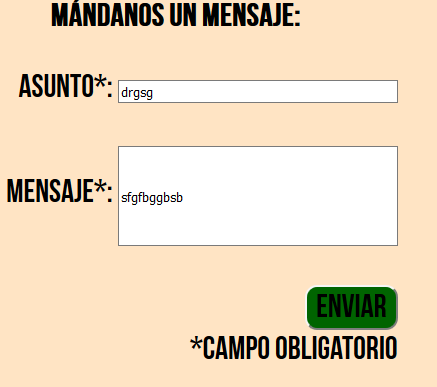 MÁNDANOS UN MENSAJE:
ASUNTO*: drgsg
MENSAJE*: sfgfbggbsb
ENVIAR
*CAMPO OBLIGATORIO